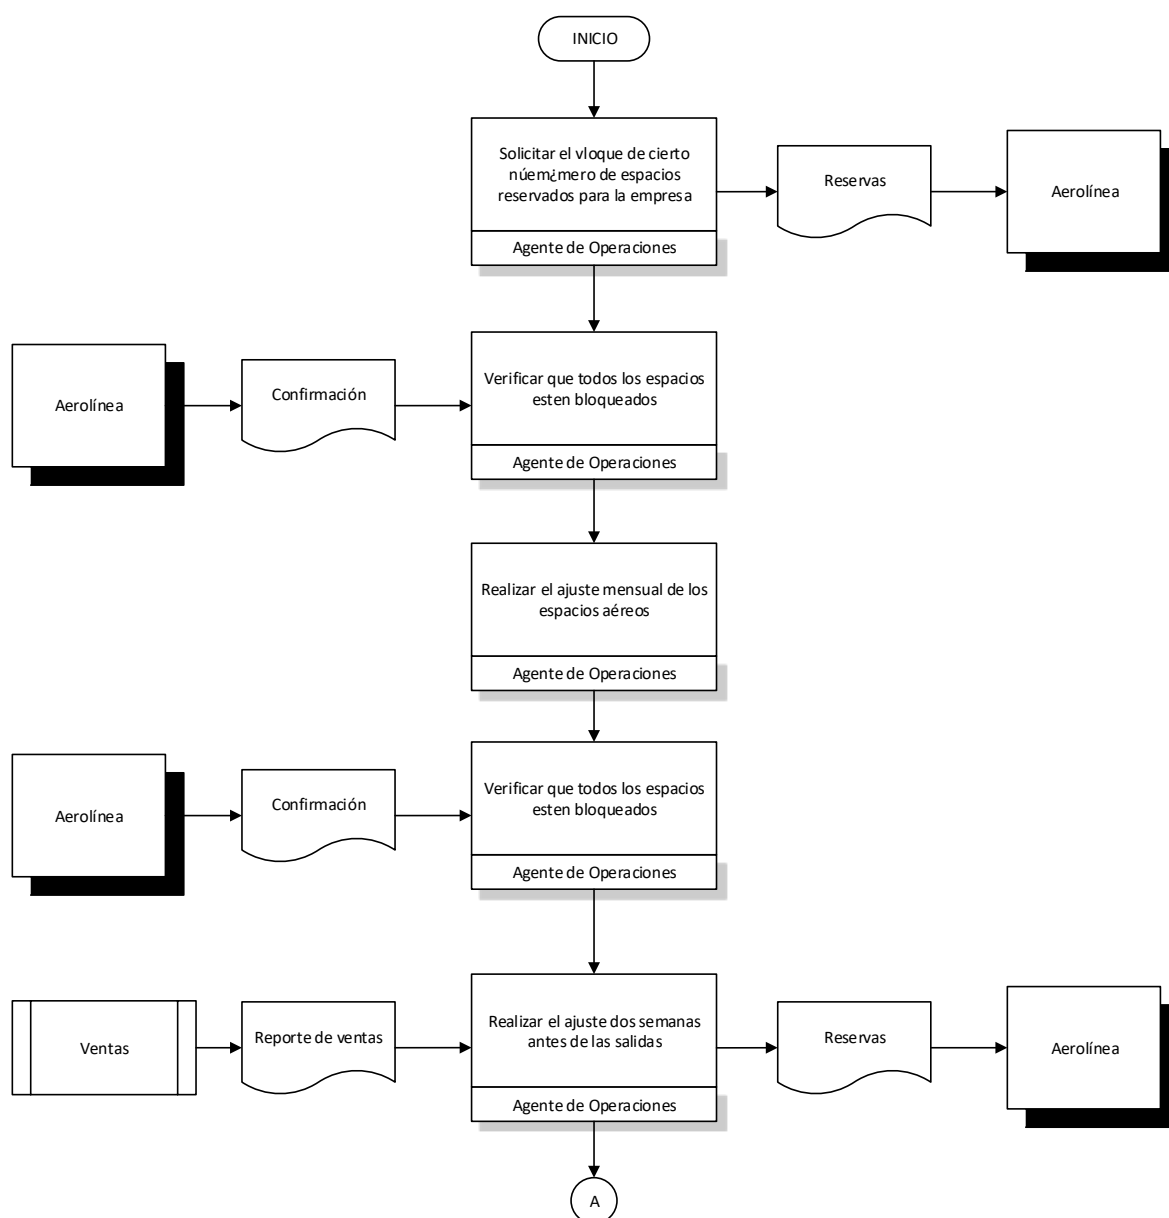 INICIO
Solicitar el vloque de cierto
núem¿mero de espacios
reservados para la empresa
Agente de Operaciones
Reservas
Aerolínea
Aerolínea
Confirmación
Verificar que todos los espacios
esten bloqueados
Agente de Operaciones
Realizar el ajuste mensual de los
espacios aéreos
Agente de Operaciones
Aerolínea
Confirmación
Verificar que todos los espacios
esten bloqueados
Agente de Operaciones
Ventas
Reporte de ventas
Realizar el ajuste dos semanas
antes de las salidas
Agente de Operaciones
Reservas
Aerolínea
A